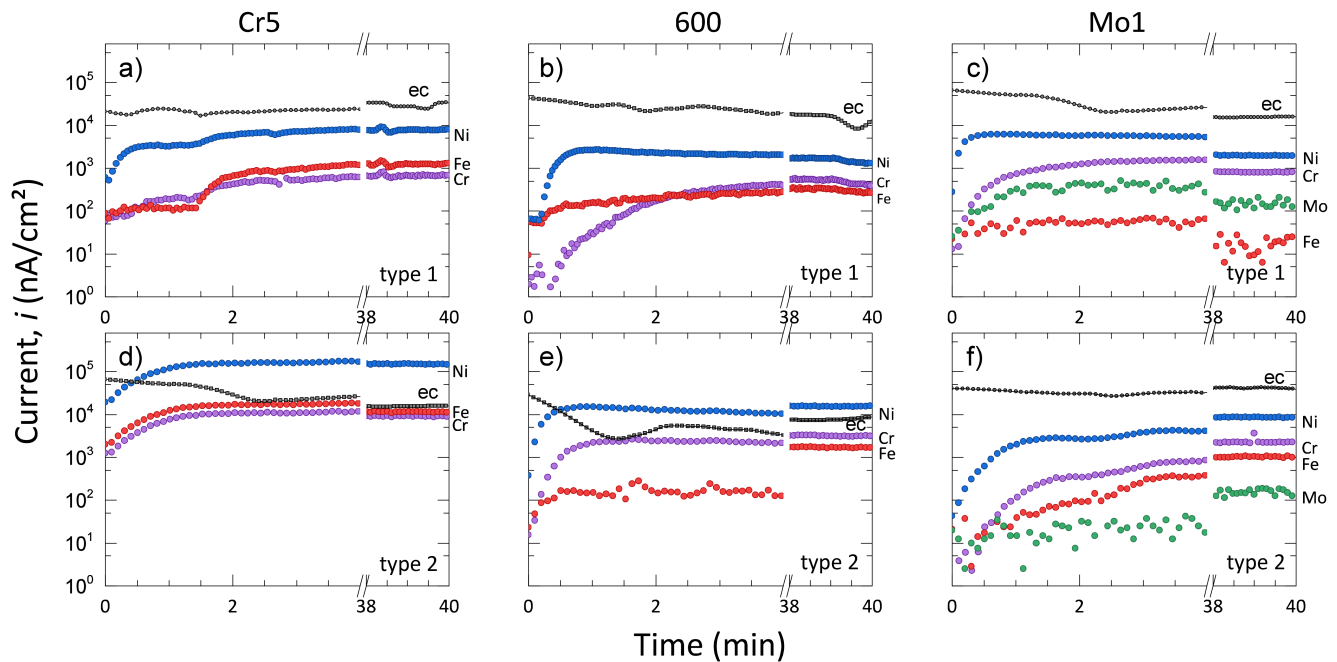 Cr5 600 Mo1
a) b) c)
10⁵
10⁴
10³
10²
10¹
10⁰
ec Ni Fe Cr type 1
ec Ni Cr Fe type 1
ec Ni Cr Mo Fe type 1
0 2 38 40 0 2 38 40 0 2 38 40
Current, i (nA/cm²)
d) e) f)
10⁵
10⁴
10³
10²
10¹
10⁰
Ni ec Fe Cr type 2
Ni ec Cr Fe type 2
ec Ni Cr Fe Mo type 2
0 2 38 40 0 2 38 40 0 2 38 40
Time (min)